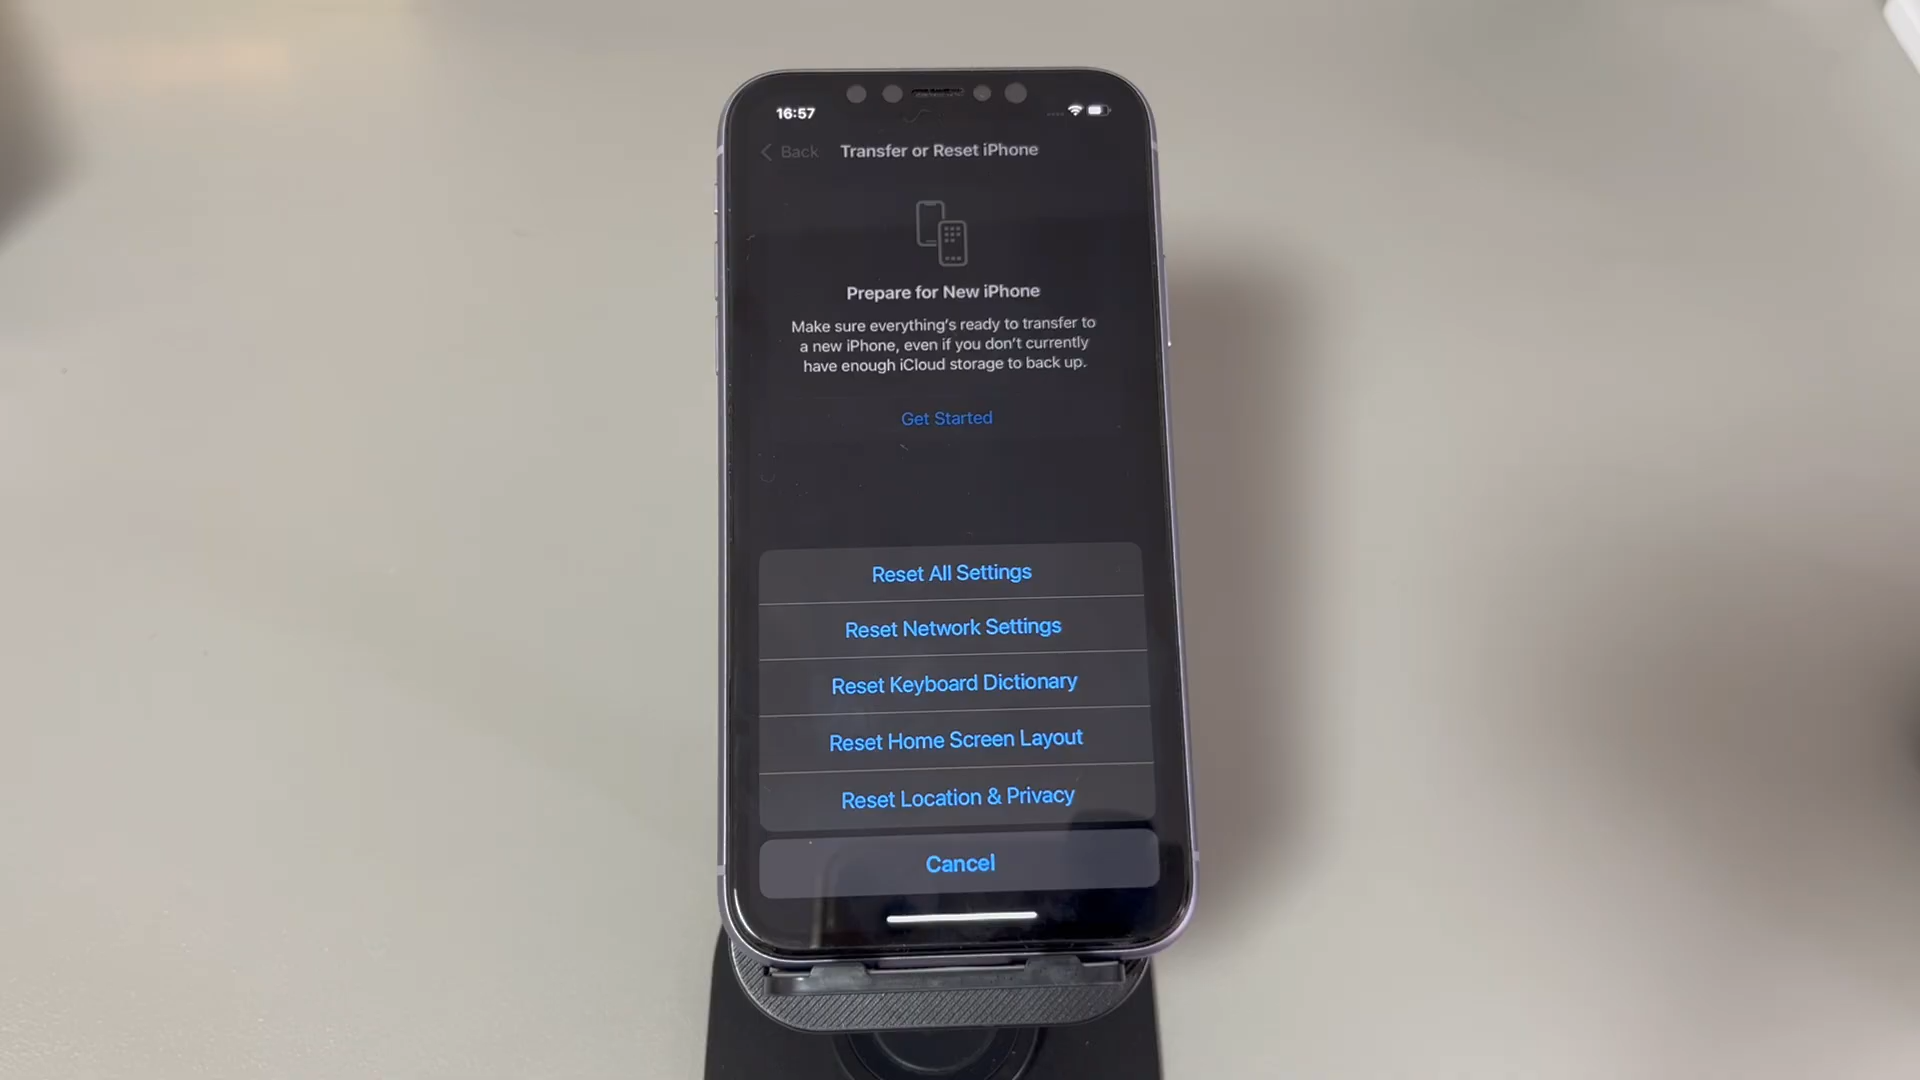 16:57
Back
Transfer or Reset iPhone
Prepare for New iPhone
Make sure everything's ready to transfer to
a new iPhone, even if you don't currently
have enough iCloud storage to back up.
Get Started
Reset All Settings
Reset Network Settings
Reset Keyboard Dictionary
Reset Home Screen Layout
Reset Location & Privacy
Cancel